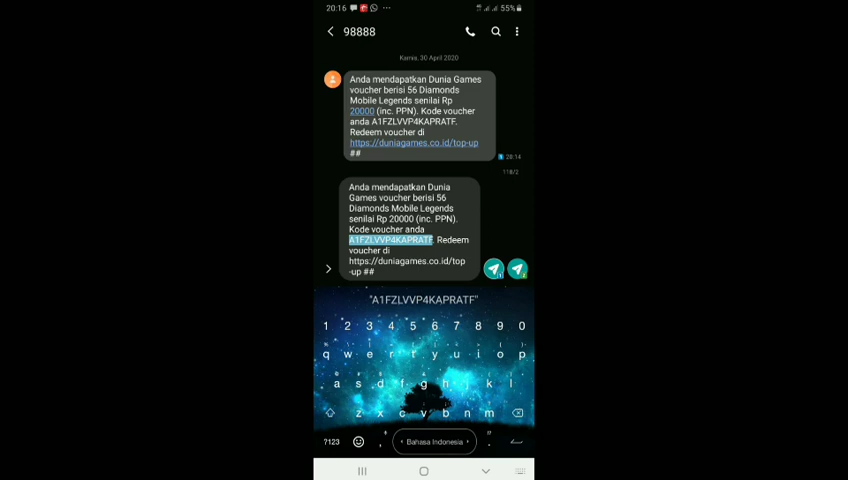 20:16 55%
98888
Kamis, 30 April 2020
Anda mendapatkan Dunia Games
voucher berisi 56 Diamonds
Mobile Legends senilai Rp
20000 (inc. PPN). Kode voucher
anda A1FZLVVP4KAPRATF.
Redeem voucher di
https://duniagames.co.id/top-up
##
1 20:14
118/2
Anda mendapatkan Dunia
Games voucher berisi 56
Diamonds Mobile Legends
senilai Rp 20000 (inc. PPN).
Kode voucher anda
A1FZLVVP4KAPRATF. Redeem
voucher di
https://duniagames.co.id/top
-up ##
1 2
"A1FZLVVP4KAPRATF"
1 2 3 4 5 6 7 8 9 0
q w e r t y u i o p
a s d f g h j k l
z x c v b n m
?123 , Bahasa Indonesia .